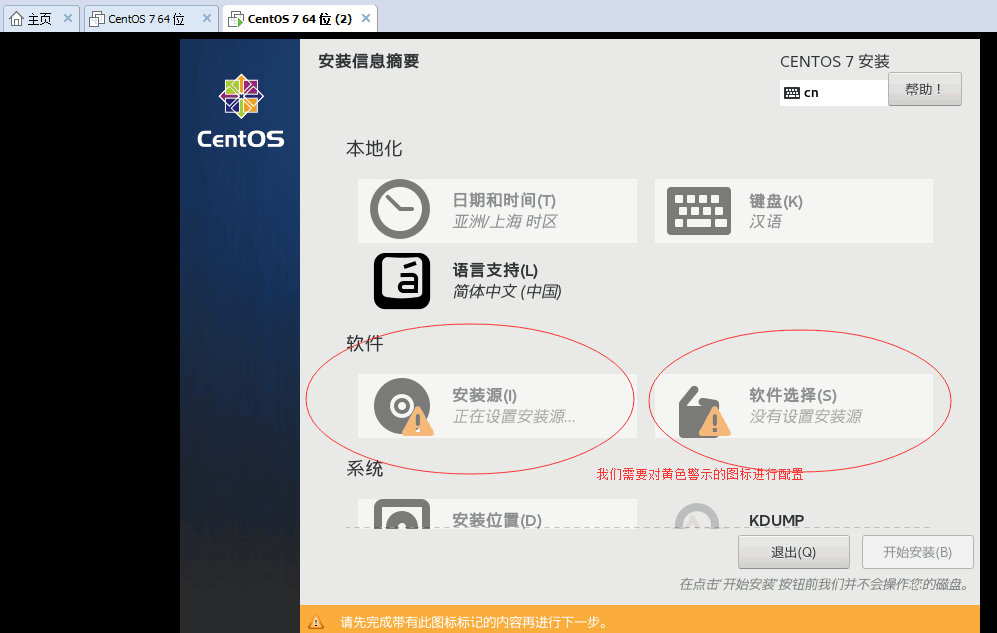 主页
CentOS 7 64 位
CentOS 7 64 位 (2)
安装信息摘要
CENTOS 7 安装
cn
帮助！
CentOS
本地化
日期和时间(T)
亚洲/上海 时区
键盘(K)
汉语
语言支持(L)
简体中文 (中国)
软件
安装源(I)
正在设置安装源...
软件选择(S)
没有设置安装源
系统
我们需要对黄色警示的图标进行配置
安装位置(D)
KDUMP
退出(Q)
开始安装(B)
在点击'开始安装'按钮前我们并不会操作您的磁盘。
请先完成带有此图标标记的内容再进行下一步。